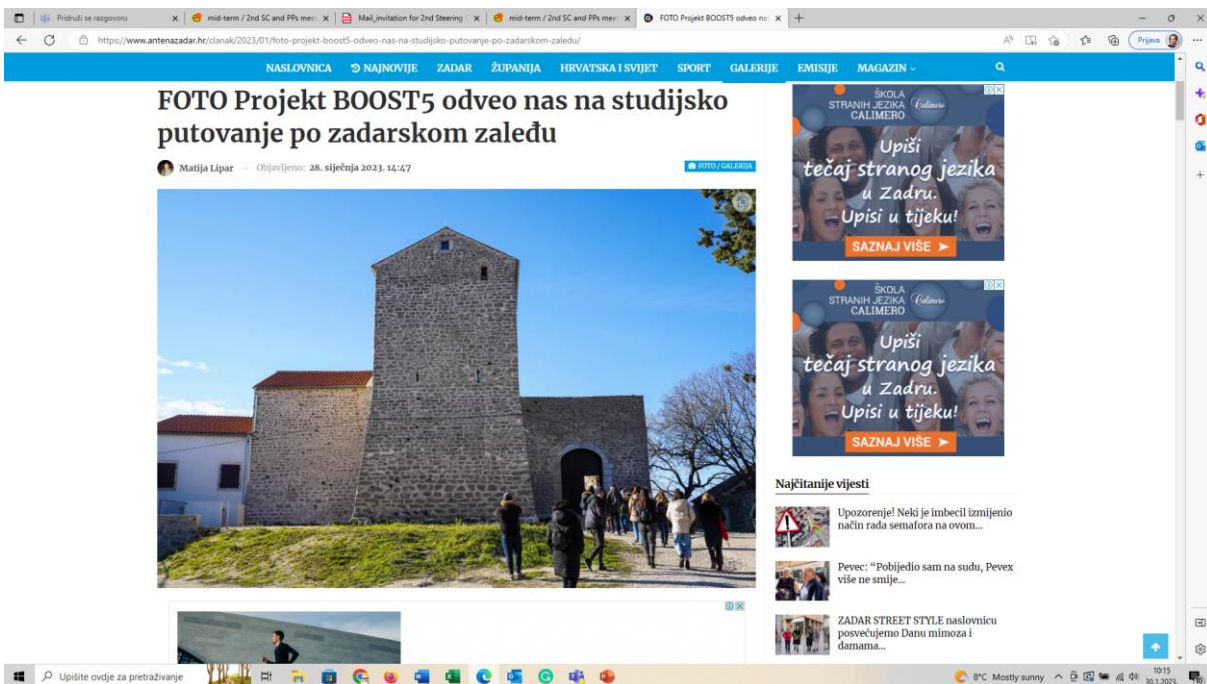 Pridruži se razgovoru
mid-term / 2nd SC and PPs mee
Mail_invitation for 2nd Steering
mid-term / 2nd SC and PPs mee
FOTO Projekt BOOST5 odveo na
https://www.antenazadar.hr/clanak/2023/01/foto-projekt-boost5-odveo-nas-na-studijsko-putovanje-po-zadarskom-zaledu/
Prijava
NASLOVNICA NAJNOVIJE ZADAR ŽUPANIJA HRVATSKA I SVIJET SPORT GALERIJE EMISIJE MAGAZIN
FOTO Projekt BOOST5 odveo nas na studijsko
putovanje po zadarskom zaleđu
Matija Lipar – Objavljeno: 28. siječnja 2023. 14:47
FOTO / GALERIJA
ŠKOLA
STRANIH JEZIKA
CALIMERO
Calimero
Upiši
tečaj stranog jezika
u Zadru.
Upisi u tijeku!
SAZNAJ VIŠE
ŠKOLA
STRANIH JEZIKA
CALIMERO
Calimero
Upiši
tečaj stranog jezika
u Zadru.
Upisi u tijeku!
SAZNAJ VIŠE
Najčitanije vijesti
Upozorenje! Neki je imbecil izmijenio
način rada semafora na ovom...
Pevec: “Pobijedio sam na sudu, Pevex
više ne smije...
ZADAR STREET STYLE naslovnicu
posvećujemo Danu mimoza i
damama...
Upišite ovdje za pretraživanje
8°C Mostly sunny
10:15
30.1.2023.